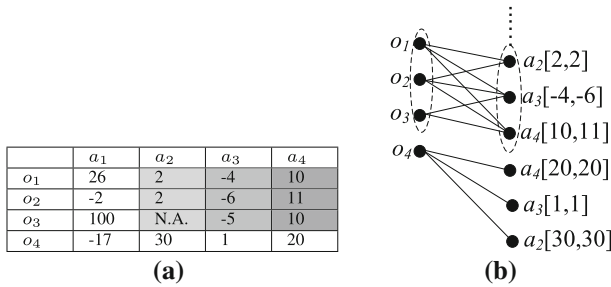 a1 a2 a3 a4
o1 26 2 -4 10
o2 -2 2 -6 11
o3 100 N.A. -5 10
o4 -17 30 1 20
(a)
o1
o2
o3
o4
a2[2,2]
a3[-4,-6]
a4[10,11]
a4[20,20]
a3[1,1]
a2[30,30]
(b)